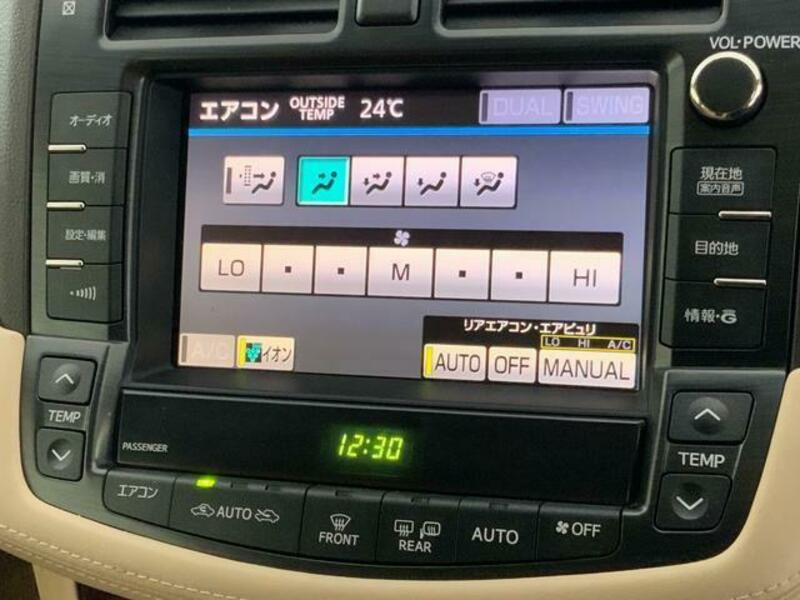 VOL・POWER
エアコン OUTSIDE TEMP 24℃ DUAL SWING
オーディオ
画質・消
設定・編集
現在地
案内音声
目的地
情報・G
LO ・ ・ M ・ ・ HI
リアエアコン・エアピュリ
LO HI A/C
A/C イオン AUTO OFF MANUAL
TEMP
PASSENGER
12:30
TEMP
エアコン AUTO FRONT REAR AUTO OFF